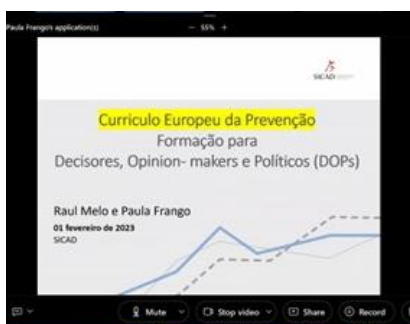 Paula Frango's application(s)
— 55% +
SICAD
Curriculo Europeu da Prevenção
Formação para
Decisores, Opinion- makers e Políticos (DOPs)
Raul Melo e Paula Frango
01 fevereiro de 2023
SICAD
Mute
Stop video
Share
Record